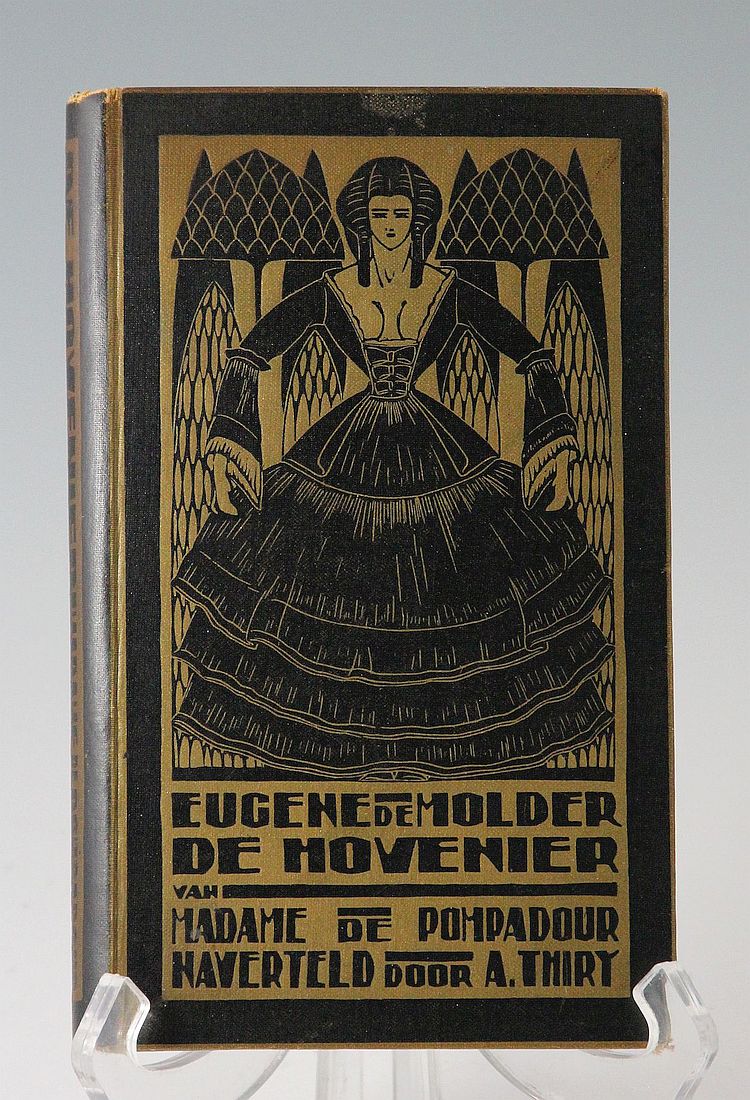 EUGENE DE MOLDER
DE HOVENIER
VAN
MADAME DE POMPADOUR
NAVERTELD DOOR A. THIRY